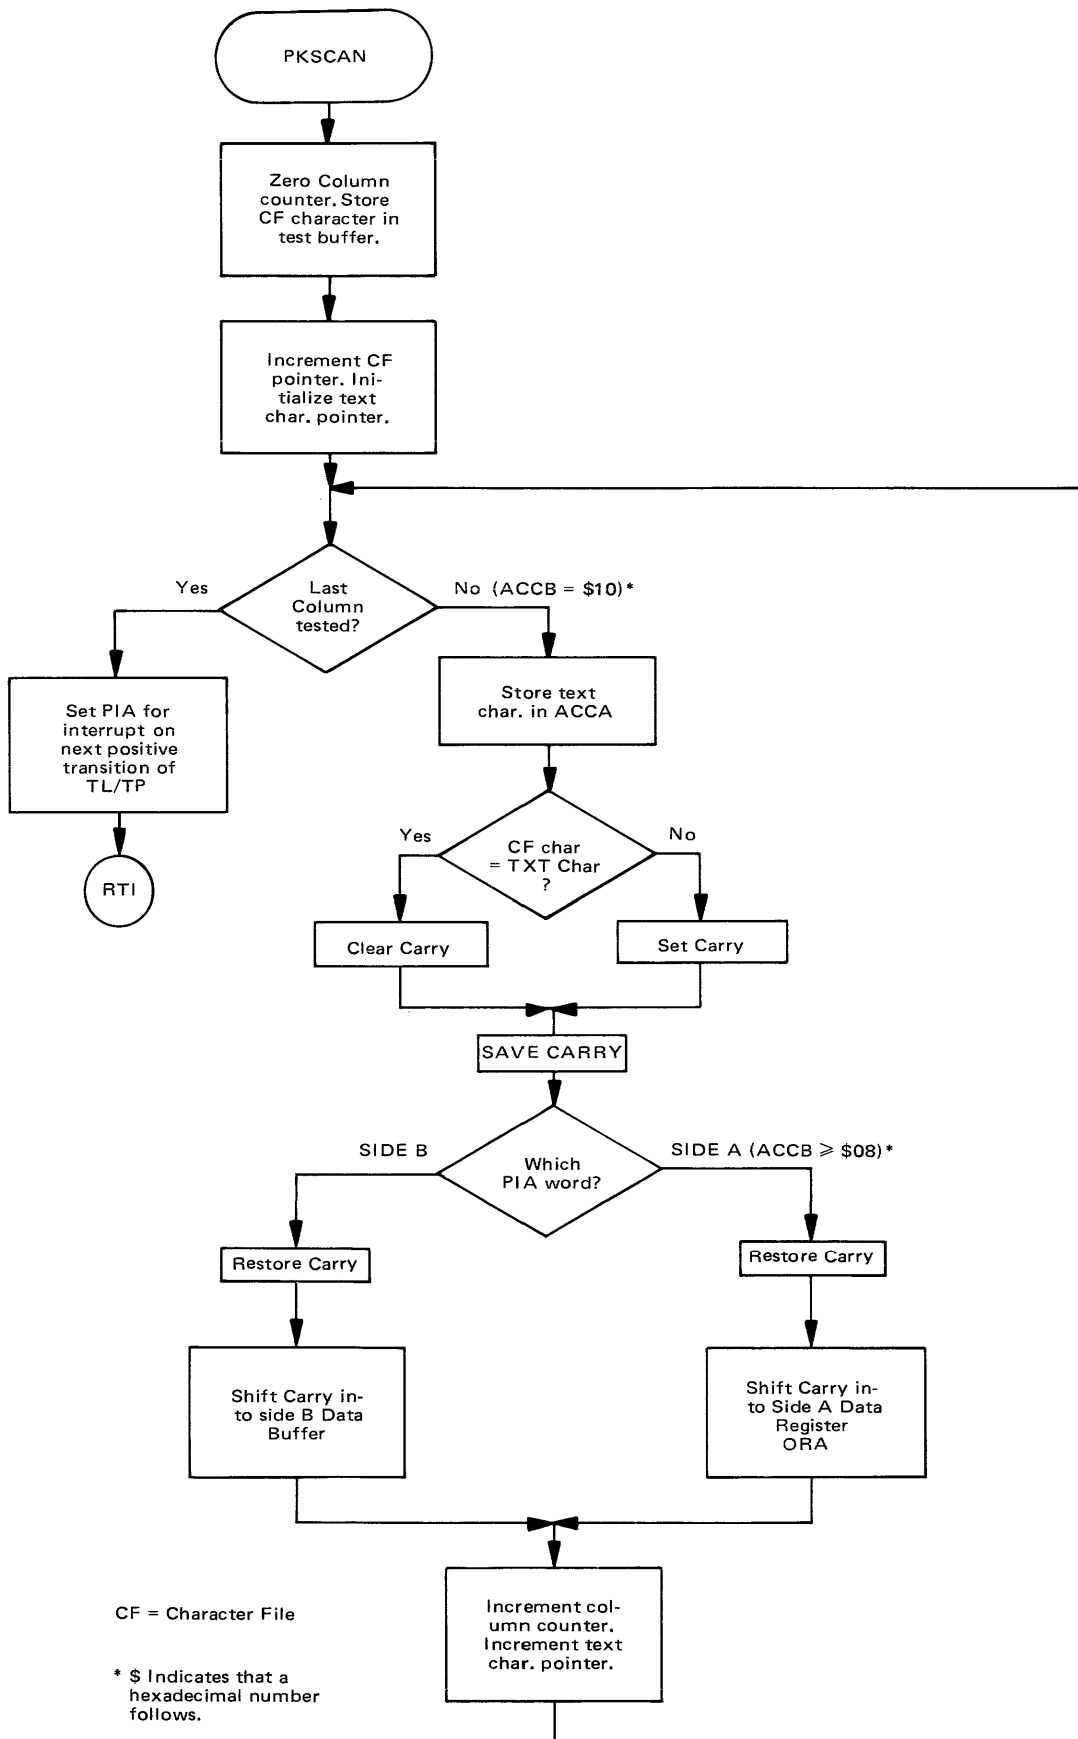 PKSCAN
Zero Column
counter. Store
CF character in
test buffer.
Increment CF
pointer. Ini-
tialize text
char. pointer.
Yes
Last
Column
tested?
No (ACCB = $10)*
Set PIA for
interrupt on
next positive
transition of
TL/TP
RTI
Store text
char. in ACCA
Yes
CF char
= TXT Char
?
No
Clear Carry
Set Carry
SAVE CARRY
SIDE B
Which
PIA word?
SIDE A (ACCB ⩾ $08)*
Restore Carry
Restore Carry
Shift Carry in-
to side B Data
Buffer
Shift Carry in-
to Side A Data
Register
ORA
Increment col-
umn counter.
Increment text
char. pointer.
CF = Character File
* $ Indicates that a
hexadecimal number
follows.